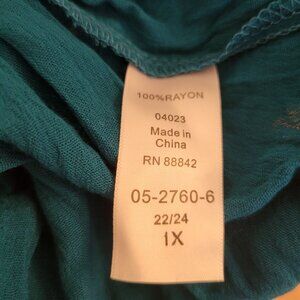 100%RAYON
04023
Made in
China
RN 88842
05-2760-6
22/24
1X